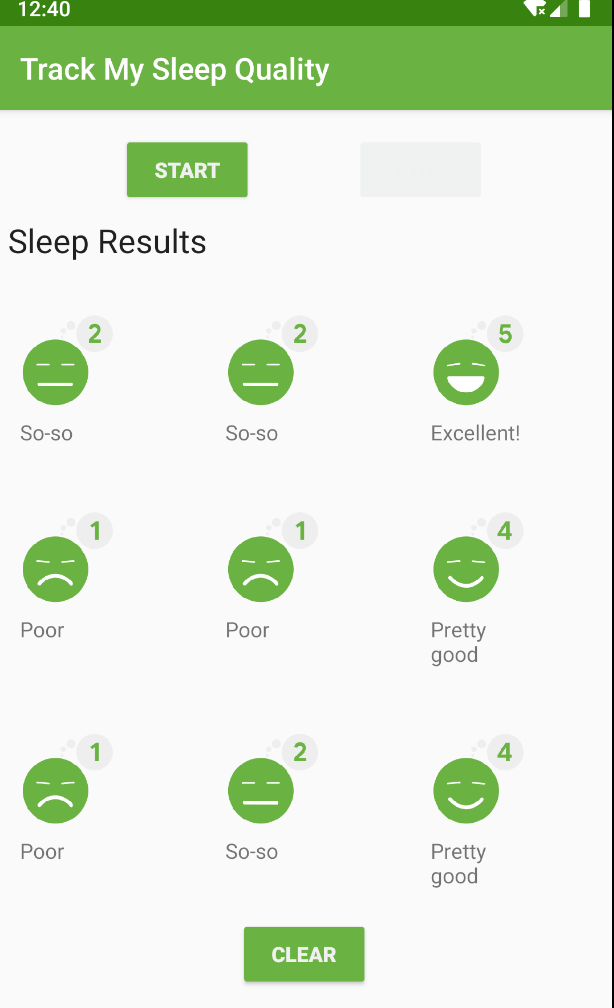 12:40
Track My Sleep Quality
START
Sleep Results
2
2
5
So-so
So-so
Excellent!
1
1
4
Poor
Poor
Pretty
good
1
2
4
Poor
So-so
Pretty
good
CLEAR